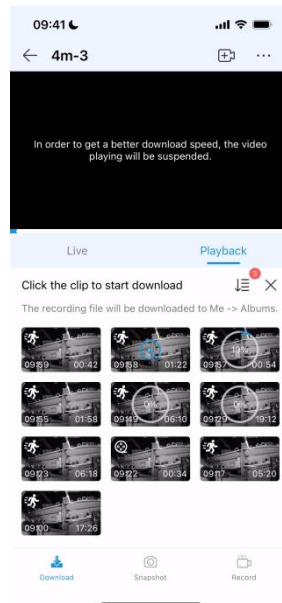 09:41
4m-3
In order to get a better download speed, the video
playing will be suspended.
Live Playback
3
Click the clip to start download
The recording file will be downloaded to Me -> Albums.
09:59 00:42 09:58 01:22 19% 09:57 00:54
09:55 01:58 0% 09:49 06:10 0% 09:29 19:12
09:23 06:18 09:22 00:34 09:17 05:20
09:00 17:26
Download Snapshot Record